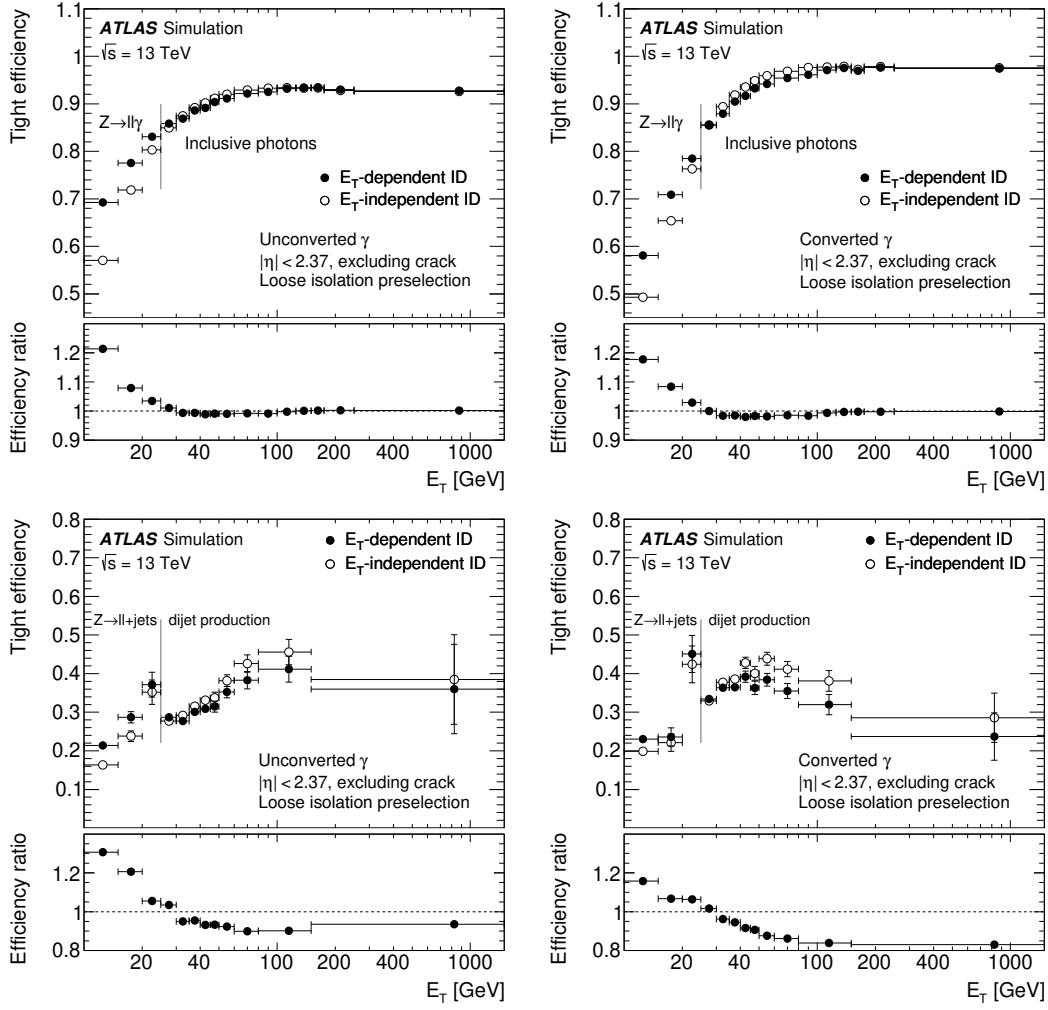 Tight efficiency
1.1
1
0.9
0.8
0.7
0.6
0.5
ATLAS Simulation
√s = 13 TeV
Z→llγ
Inclusive photons
E_T-dependent ID
E_T-independent ID
Unconverted γ
|η| < 2.37, excluding crack
Loose isolation preselection
Efficiency ratio
1.2
1.1
1
0.9
20 40 100 200 1000
E_T [GeV]
Tight efficiency
1.1
1
0.9
0.8
0.7
0.6
0.5
ATLAS Simulation
√s = 13 TeV
Z→llγ
Inclusive photons
E_T-dependent ID
E_T-independent ID
Converted γ
|η| < 2.37, excluding crack
Loose isolation preselection
Efficiency ratio
1.2
1.1
1
0.9
20 40 100 200 1000
E_T [GeV]
Tight efficiency
0.8
0.7
0.6
0.5
0.4
0.3
0.2
0.1
ATLAS Simulation
√s = 13 TeV
E_T-dependent ID
E_T-independent ID
Z→ll+jets
dijet production
Unconverted γ
|η| < 2.37, excluding crack
Loose isolation preselection
Efficiency ratio
1.2
1
0.8
20 40 100 200 1000
E_T [GeV]
Tight efficiency
0.8
0.7
0.6
0.5
0.4
0.3
0.2
0.1
ATLAS Simulation
√s = 13 TeV
E_T-dependent ID
E_T-independent ID
Z→ll+jets
dijet production
Converted γ
|η| < 2.37, excluding crack
Loose isolation preselection
Efficiency ratio
1.2
1
0.8
20 40 100 200 1000
E_T [GeV]